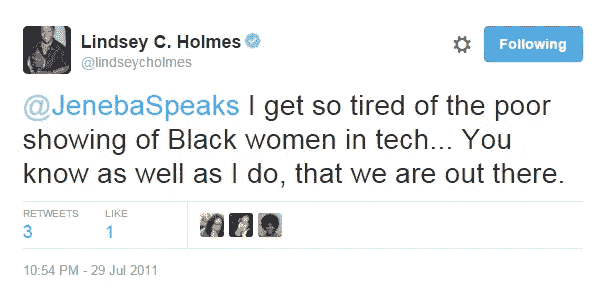 Lindsey C. Holmes
@lindseycholmes
Following
@JenebaSpeaks I get so tired of the poor
showing of Black women in tech... You
know as well as I do, that we are out there.
RETWEETS LIKE
3 1
10:54 PM - 29 Jul 2011